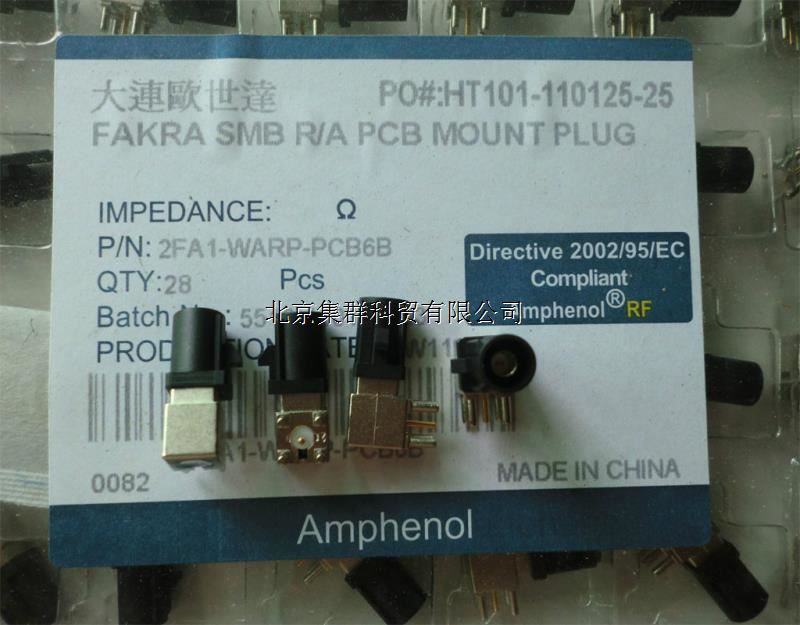 大連歐世達 PO#:HT101-110125-25
FAKRA SMB R/A PCB MOUNT PLUG
IMPEDANCE: Ω
P/N: 2FA1-WARP-PCB6B
QTY:28 Pcs
Directive 2002/95/EC
Compliant
Amphenol® RF
Batch : 55
北京集群科贸有限公司
0082
MADE IN CHINA
Amphenol